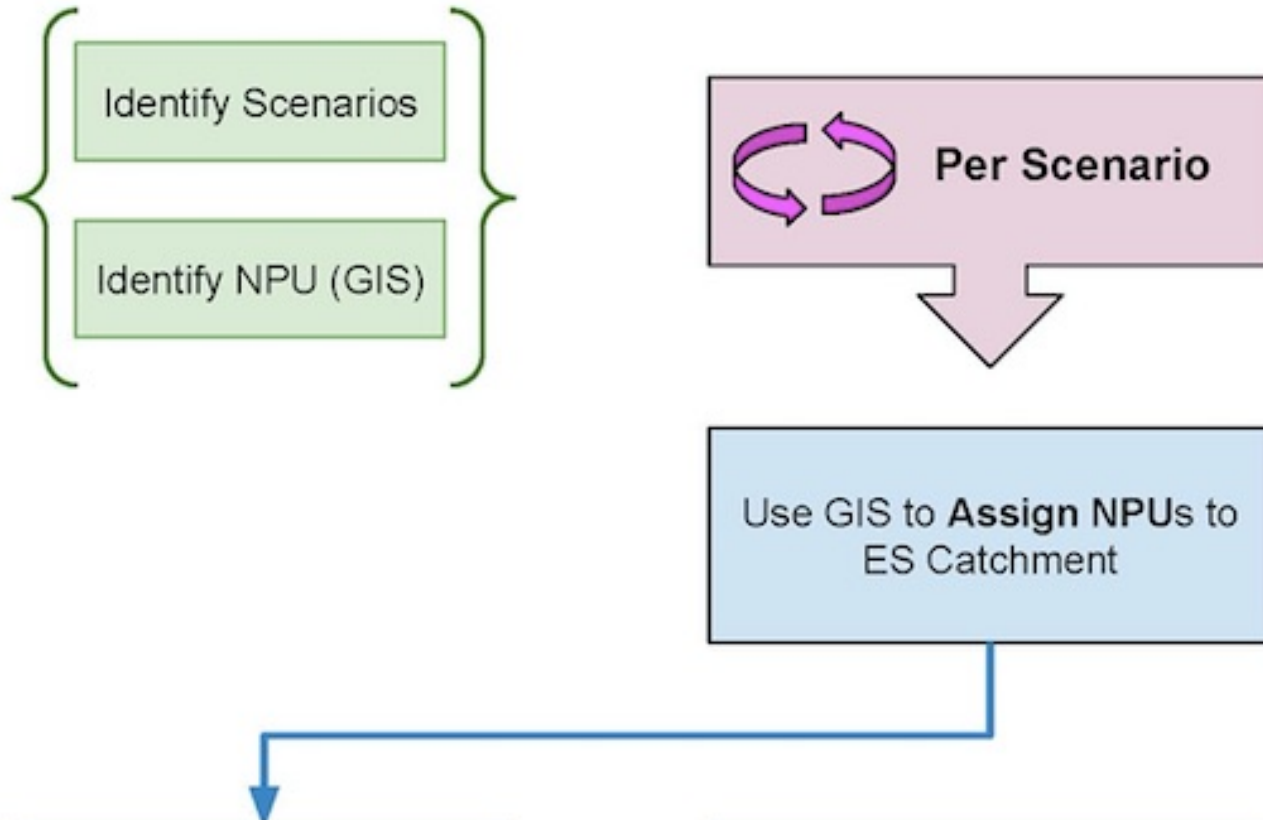 Identify Scenarios
Identify NPU (GIS)
Per Scenario
Use GIS to Assign NPUs to
ES Catchment